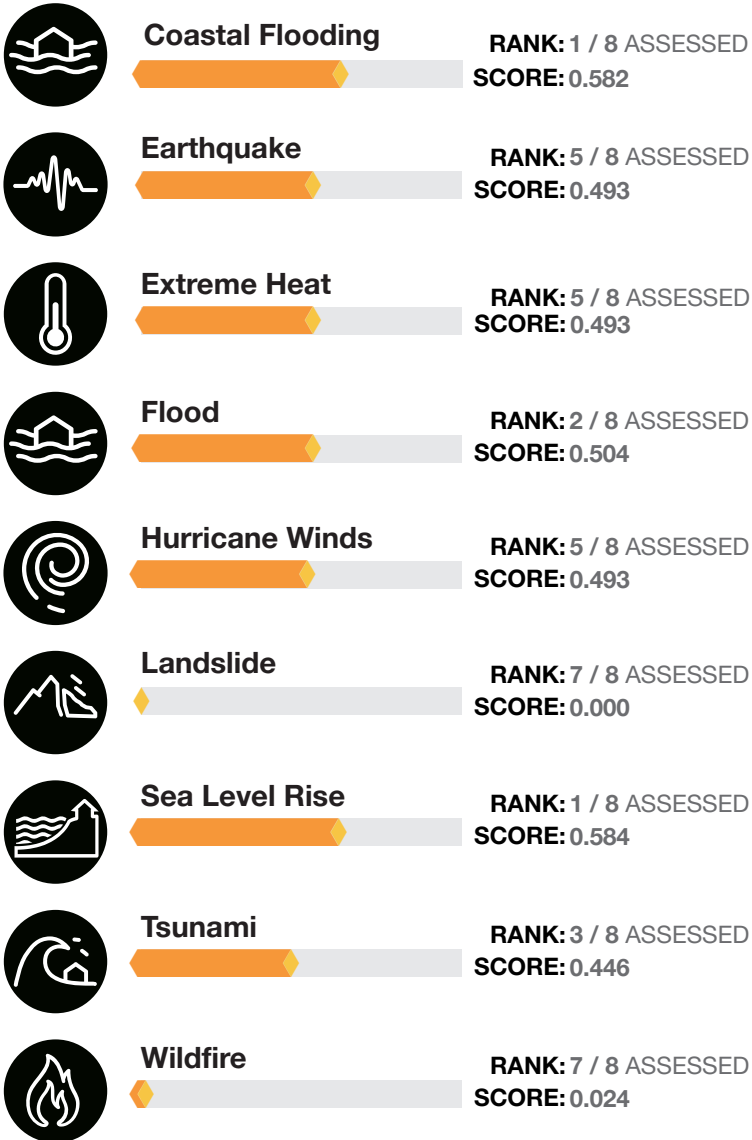 Coastal Flooding
RANK: 1 / 8 ASSESSED
SCORE: 0.582
Earthquake
RANK: 5 / 8 ASSESSED
SCORE: 0.493
Extreme Heat
RANK: 5 / 8 ASSESSED
SCORE: 0.493
Flood
RANK: 2 / 8 ASSESSED
SCORE: 0.504
Hurricane Winds
RANK: 5 / 8 ASSESSED
SCORE: 0.493
Landslide
RANK: 7 / 8 ASSESSED
SCORE: 0.000
Sea Level Rise
RANK: 1 / 8 ASSESSED
SCORE: 0.584
Tsunami
RANK: 3 / 8 ASSESSED
SCORE: 0.446
Wildfire
RANK: 7 / 8 ASSESSED
SCORE: 0.024